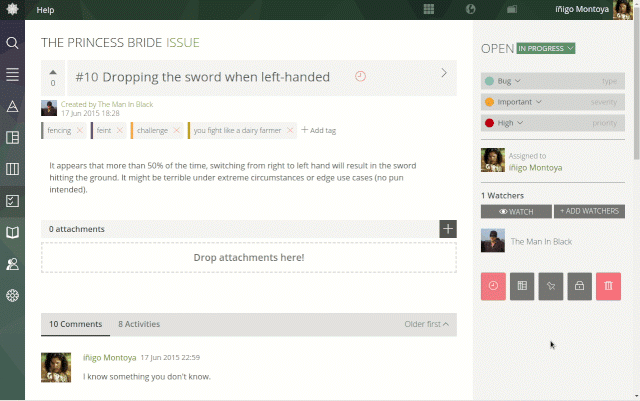 Help
íñigo Montoya
THE PRINCESS BRIDE ISSUE
0
#10 Dropping the sword when left-handed
Created by The Man In Black
17 Jun 2015 18:28
fencing
feint
challenge
you fight like a dairy farmer
+ Add tag
It appears that more than 50% of the time, switching from right to left hand will result in the sword
hitting the ground. It might be terrible under extreme circumstances or edge use cases (no pun
intended).
0 attachments
Drop attachments here!
10 Comments
8 Activities
Older first
íñigo Montoya 17 Jun 2015 22:59
I know something you don't know.
OPEN IN PROGRESS
Bug type
Important severity
High priority
Assigned to
íñigo Montoya
1 Watchers
WATCH
+ ADD WATCHERS
The Man In Black